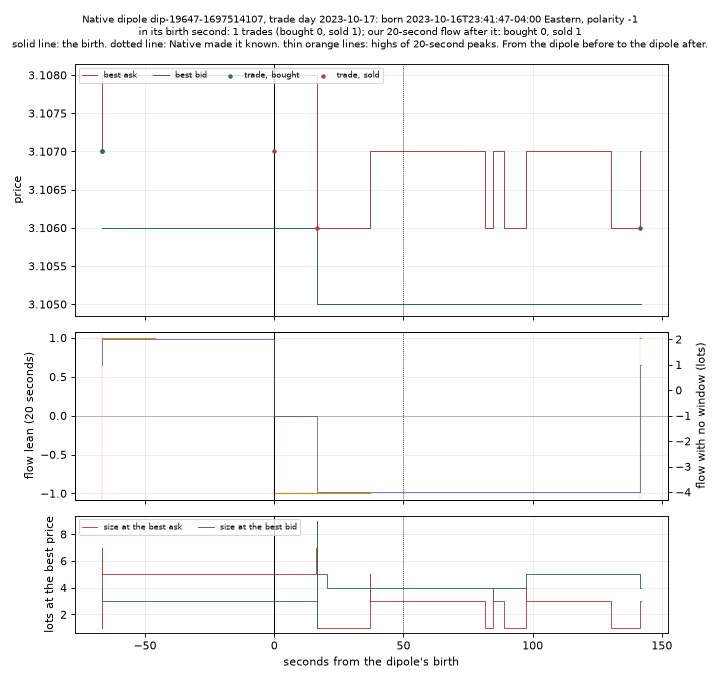 Native dipole dip-19647-1697514107, trade day 2023-10-17: born 2023-10-16T23:41:47-04:00 Eastern, polarity -1
in its birth second: 1 trades (bought 0, sold 1); our 20-second flow after it: bought 0, sold 1
solid line: the birth. dotted line: Native made it known. thin orange lines: highs of 20-second peaks. From the dipole before to the dipole after.
best ask best bid trade, bought trade, sold
3.1080
3.1075
3.1070
3.1065
3.1060
3.1055
3.1050
price
1.0
0.5
0.0
−0.5
−1.0
flow lean (20 seconds)
2
1
0
−1
−2
−3
−4
flow with no window (lots)
size at the best ask size at the best bid
8
6
4
2
lots at the best price
−50 0 50 100 150
seconds from the dipole's birth